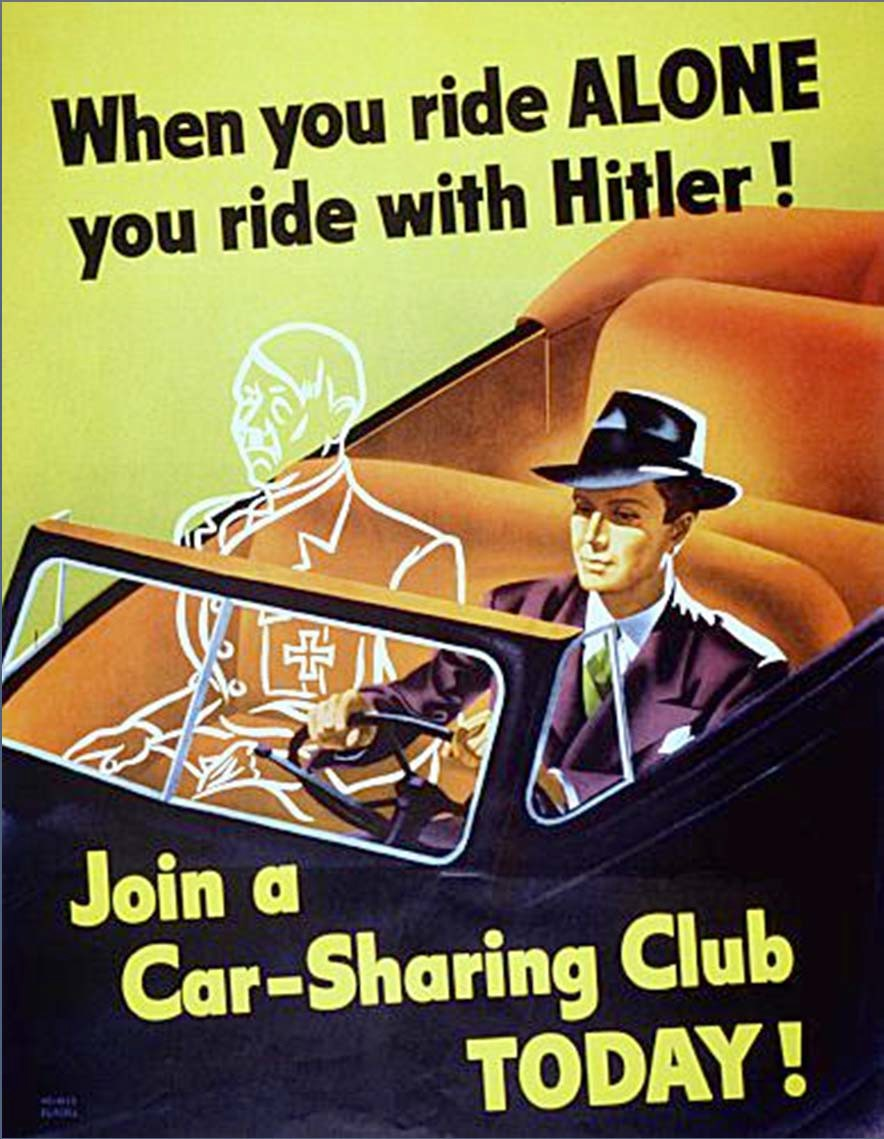 When you ride ALONE
you ride with Hitler !
Join a
Car-Sharing Club
TODAY !